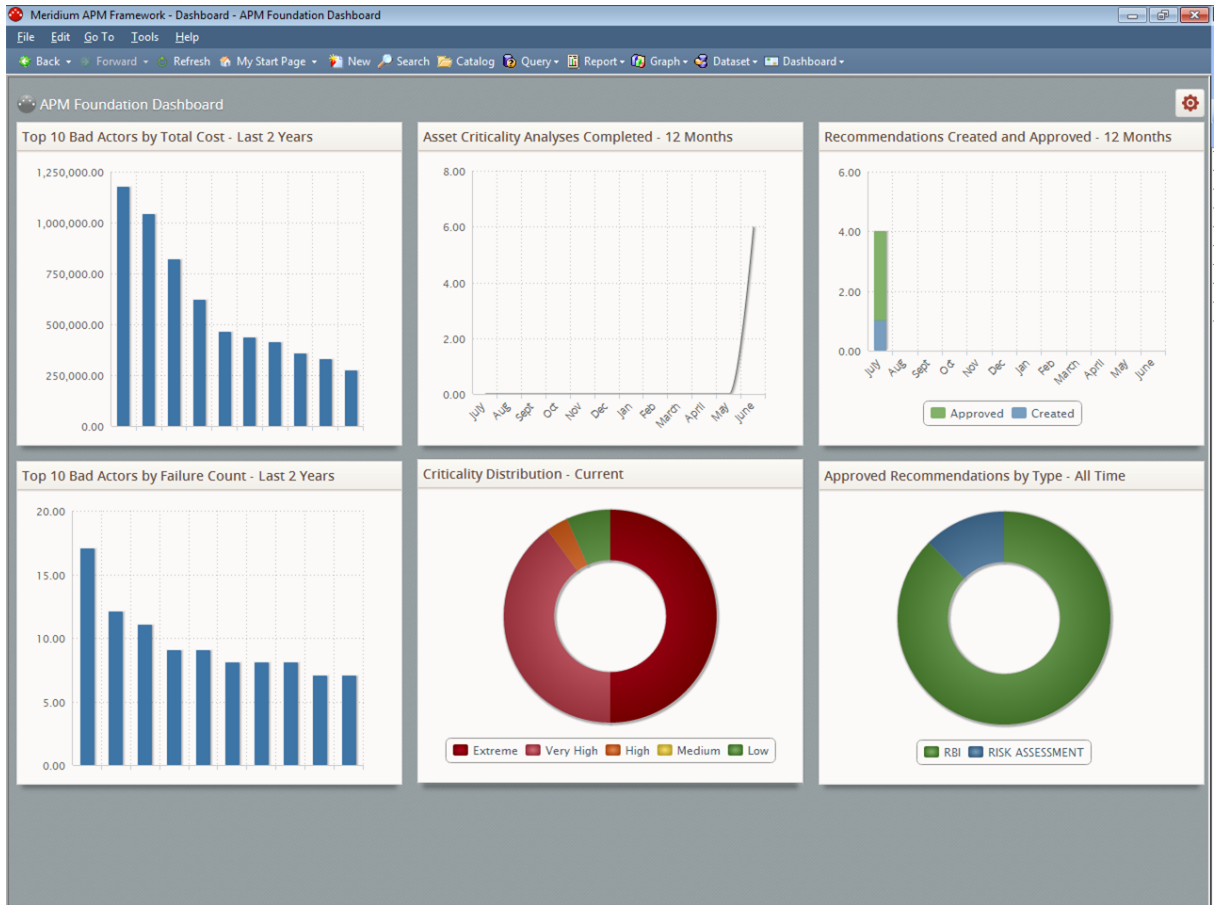 Meridium APM Framework - Dashboard - APM Foundation Dashboard
File Edit Go To Tools Help
Back Forward Refresh My Start Page New Search Catalog Query Report Graph Dataset Dashboard
APM Foundation Dashboard
Top 10 Bad Actors by Total Cost - Last 2 Years
1,250,000.00
1,000,000.00
750,000.00
500,000.00
250,000.00
0.00
Asset Criticality Analyses Completed - 12 Months
8.00
6.00
4.00
2.00
0.00
July Aug Sept Oct Nov Dec Jan Feb March April May June
Recommendations Created and Approved - 12 Months
6.00
4.00
2.00
0.00
July Aug Sept Oct Nov Dec Jan Feb March April May June
Approved Created
Top 10 Bad Actors by Failure Count - Last 2 Years
20.00
15.00
10.00
5.00
0.00
Criticality Distribution - Current
Extreme Very High High Medium Low
Approved Recommendations by Type - All Time
RBI RISK ASSESSMENT